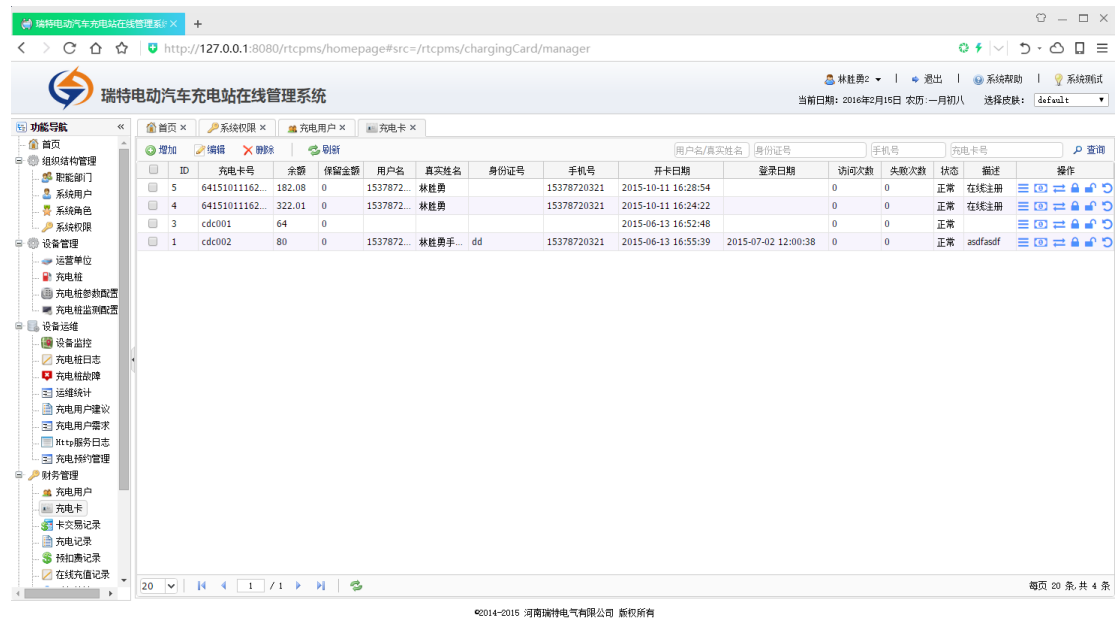 瑞特电动汽车充电站在线管理系统
http://127.0.0.1:8080/rtcpms/homepage#src=/rtcpms/chargingCard/manager
瑞特电动汽车充电站在线管理系统
林胜勇2 | 退出 | 系统帮助 | 系统测试
当前日期: 2016年2月15日 农历:一月初八 选择皮肤: default
功能导航 «
首页
组织结构管理
职能部门
系统用户
系统角色
系统权限
设备管理
运营单位
充电桩
充电桩参数配置
充电桩监测配置
设备运维
设备监控
充电桩日志
充电桩故障
运维统计
充电用户建议
充电用户需求
Http服务日志
充电预约管理
财务管理
充电用户
充电卡
卡交易记录
充电记录
预扣费记录
在线充值记录
首页 × 系统权限 × 充电用户 × 充电卡 ×
增加 编辑 删除 | 刷新 用户名/真实姓名 身份证号 手机号 充电卡号 查询
ID 充电卡号 余额 保留金额 用户名 真实姓名 身份证号 手机号 开卡日期 登录日期 访问次数 失败次数 状态 描述 操作
5 64151011162... 182.08 0 1537872... 林胜勇 15378720321 2015-10-11 16:28:54 0 0 正常 在线注册
4 64151011162... 322.01 0 1537872... 林胜勇 15378720321 2015-10-11 16:24:22 0 0 正常 在线注册
3 cdc001 64 0 2015-06-13 16:52:48 0 0 正常
1 cdc002 80 0 1537872... 林胜勇手... dd 15378720321 2015-06-13 16:55:39 2015-07-02 12:00:38 0 0 正常 asdfasdf
20 1 / 1 每页 20 条,共 4 条
©2014-2015 河南瑞特电气有限公司 版权所有